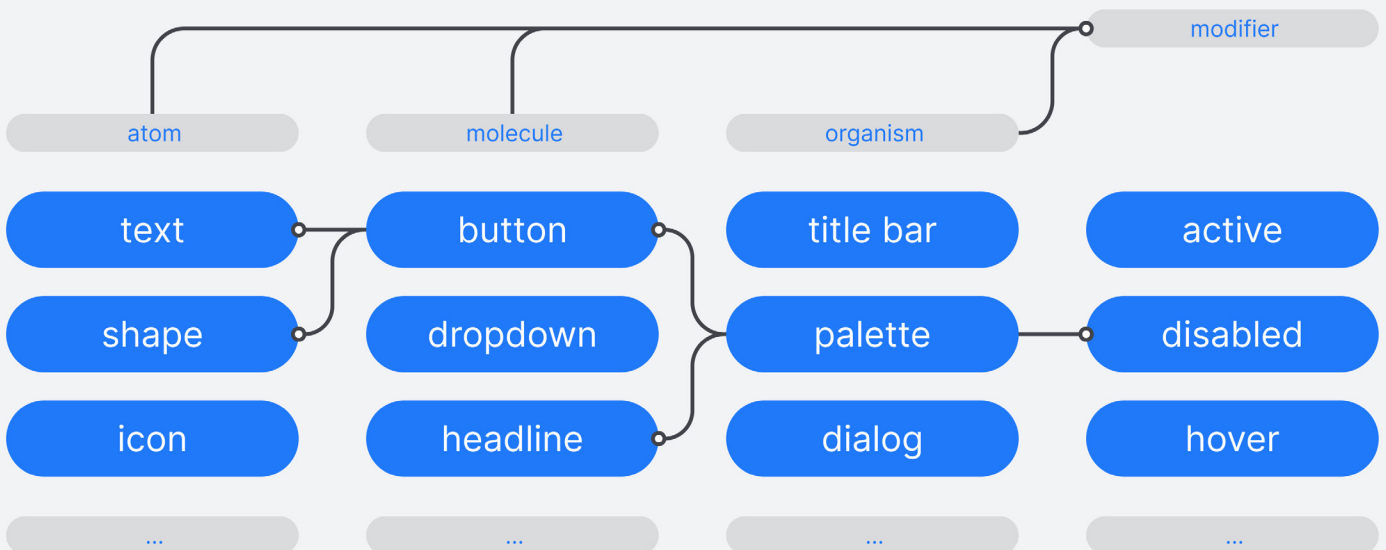 modifier
atom
molecule
organism
text
button
title bar
active
shape
dropdown
palette
disabled
icon
headline
dialog
hover
...
...
...
...